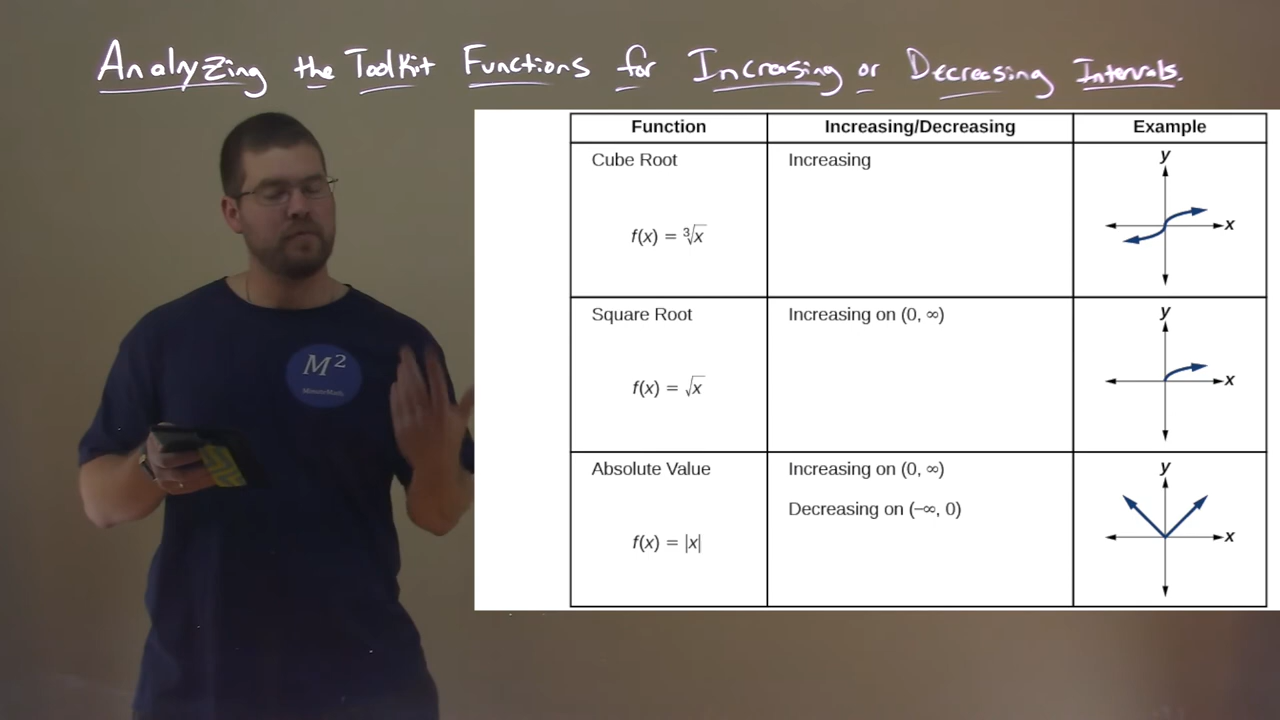 Analyzing the Toolkit Functions for Increasing or Decreasing Intervals.
Function Increasing/Decreasing Example
Cube Root Increasing y
f(x) = ∛x x
Square Root Increasing on (0, ∞) y
f(x) = √x x
Absolute Value Increasing on (0, ∞) y
Decreasing on (−∞, 0)
f(x) = |x| x
M²
MinuteMath